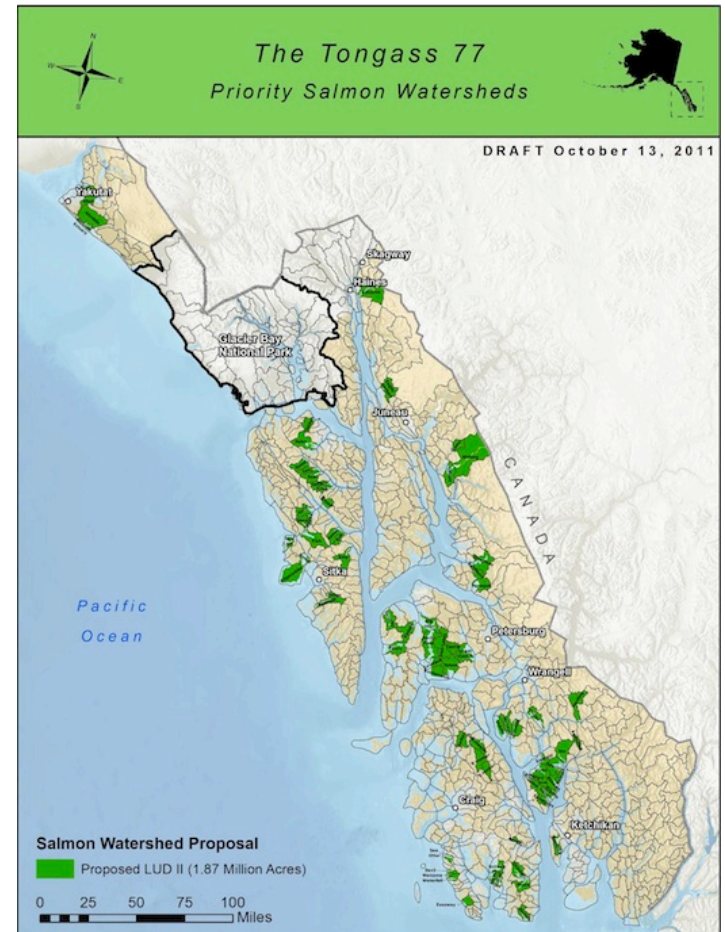 The Tongass 77
Priority Salmon Watersheds
N
W
E
S
DRAFT October 13, 2011
Yakutat
Skagway
Haines
Glacier Bay
National Park
Juneau
CANADA
Sitka
Pacific
Ocean
Petersburg
Wrangell
Craig
Ketchikan
Salmon Watershed Proposal
Proposed LUD II (1.87 Million Acres)
0 25 50 75 100
Miles